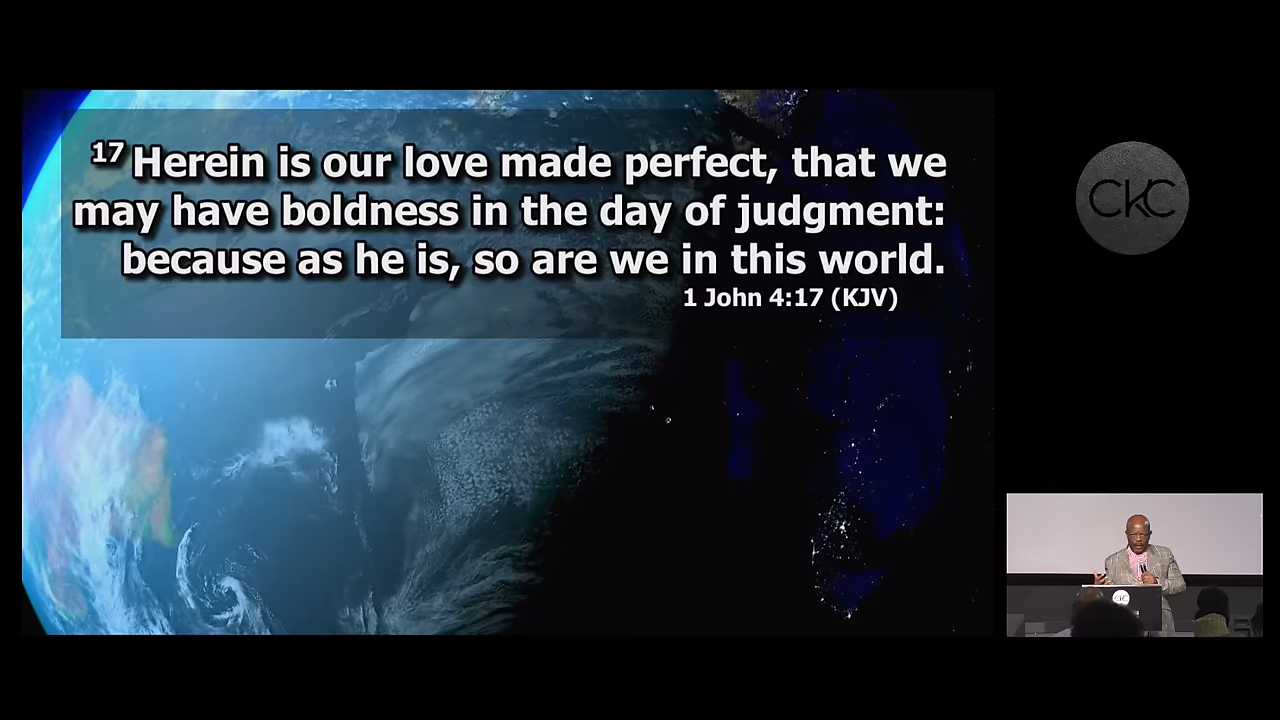 17 Herein is our love made perfect, that we
may have boldness in the day of judgment:
because as he is, so are we in this world.
1 John 4:17 (KJV)
CKC
CKC